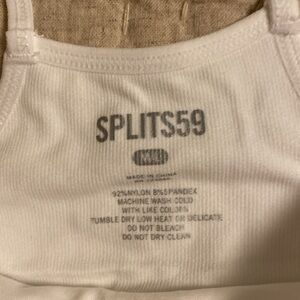 SPLITS59
M/L
MADE IN CHINA
92%NYLON 8%SPANDEX
MACHINE WASH COLD
WITH LIKE COLORS
TUMBLE DRY LOW HEAT OR DELICATE
DO NOT BLEACH
DO NOT DRY CLEAN